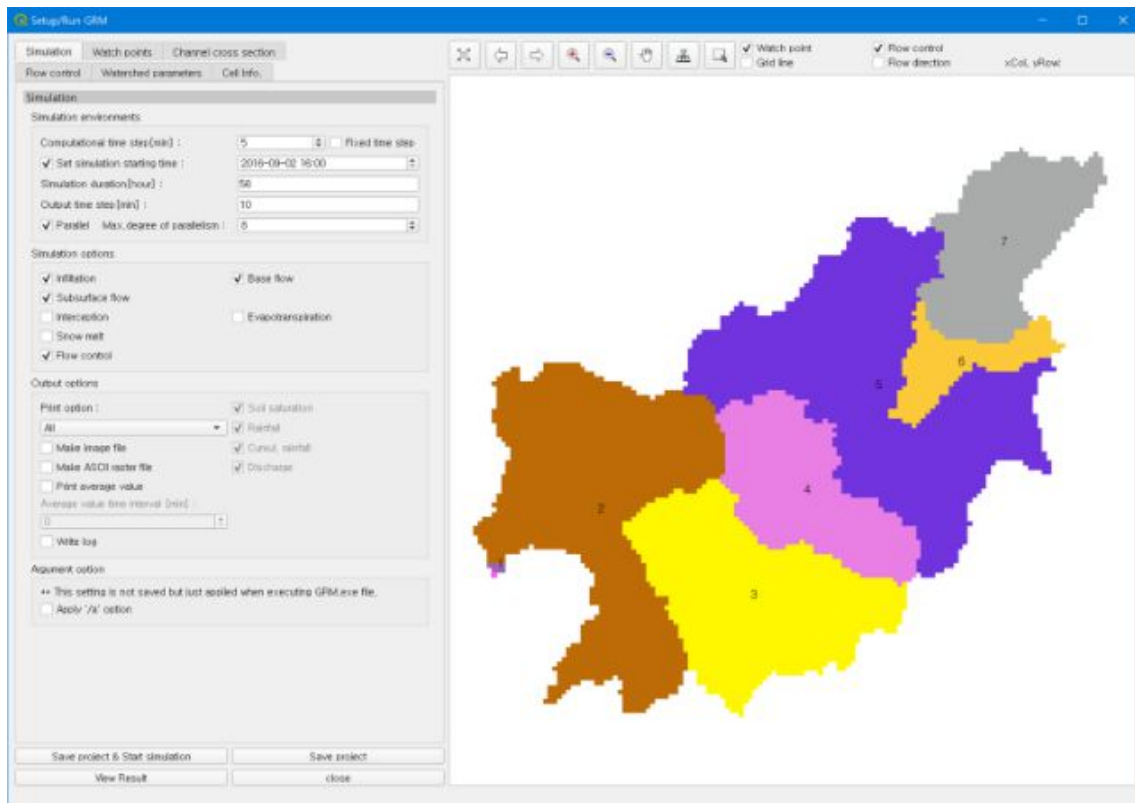 Setup/Run GRM
Simulation Watch points Channel cross section
Flow control Watershed parameters Cell Info.
Watch point Flow control
Grid line Flow direction xCol, yRow:
Simulation
Simulation environments
Computational time step[min] : 5 Fixed time step
Set simulation starting time : 2016-09-02 16:00
Simulation duration[hour] : 56
Output time step[min] : 10
Parallel Max. degree of parallelism : 8
Simulation options
Infiltation Base flow
Subsurface flow
Interception Evapotranspiration
Snow melt
Flow control
Output options
Print option : Soil saturation
All Rainfall
Make image file Cumul. rainfall
Make ASCII raster file Discharge
Print average value
Average value time interval [min] :
0
Write log
Argument option
** This setting is not saved but just applied when executing GRM.exe file.
Apply '/a' option
Save project & Start simulation Save project
View Result close
7
6
5
4
2
1
3